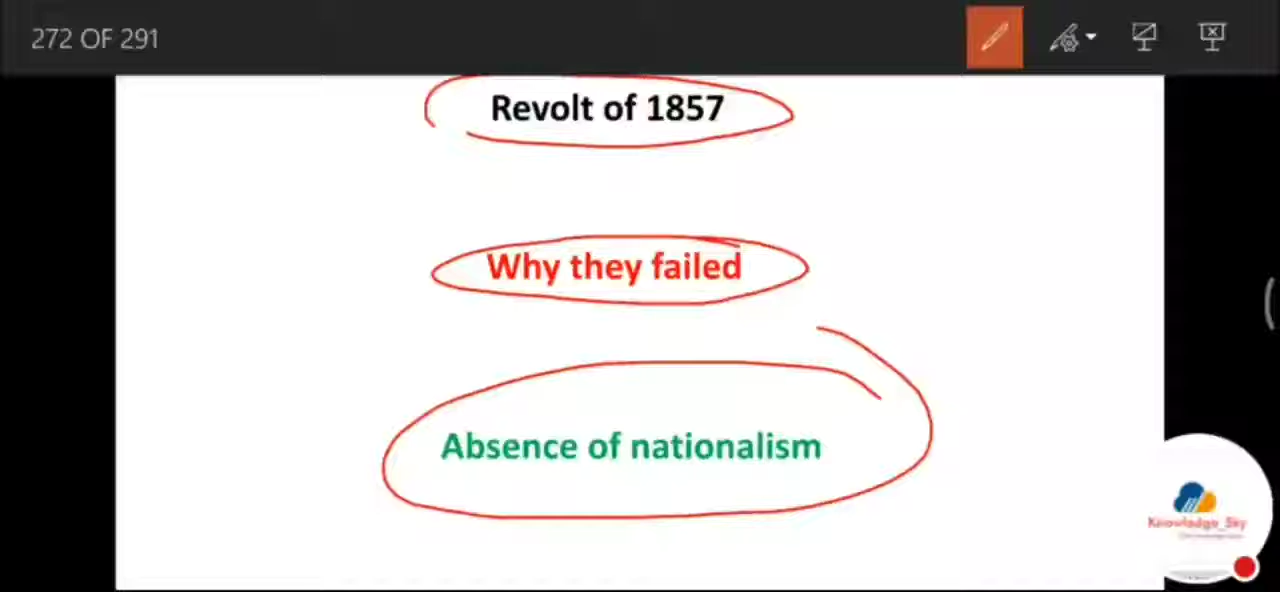 272 OF 291
Revolt of 1857
Why they failed
Absence of nationalism
Knowledge_Sky